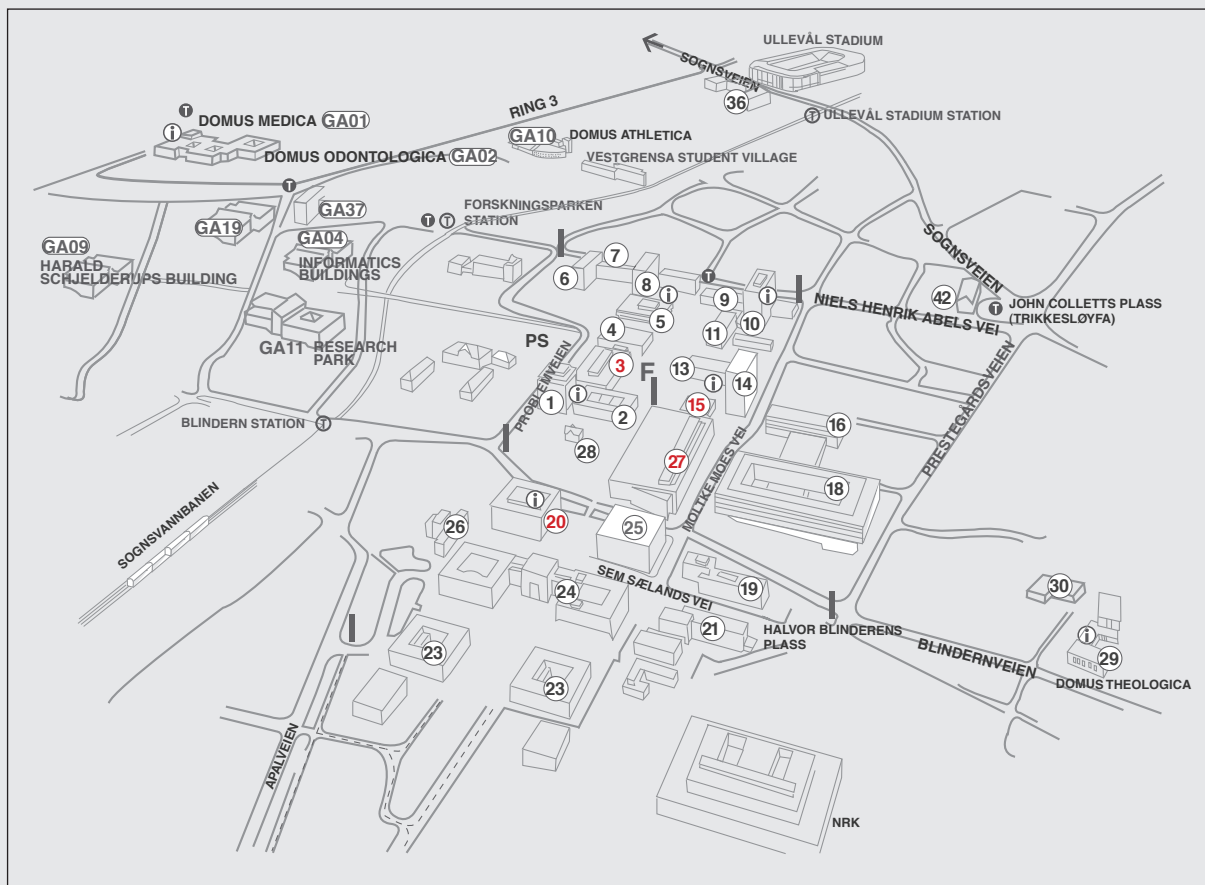 ULLEVÅL STADIUM
SOGNSVEIEN
36
RING 3
T
DOMUS MEDICA GA01
i
ULLEVÅL STADIUM STATION
T
GA10 DOMUS ATHLETICA
DOMUS ODONTOLOGICA GA02
VESTGRENSA STUDENT VILLAGE
T
GA37
GA19
FORSKNINGSPARKEN
STATION
T T
GA04
INFORMATICS
BUILDINGS
GA09
HARALD
SCHJELDERUPS BUILDING
SOGNSVEIEN
7
6
8
T
i
9
i
42
NIELS HENRIK ABELS VEI
T
JOHN COLLETTS PLASS
(TRIKKESLØYFA)
5
10
4
11
GA11 RESEARCH
PARK
PS
3
F
13
14
i
PROBLEMVEIEN
1
i
2
15
16
PRESTEGÅRDSVEIEN
BLINDERN STATION
T
28
27
MOLTKE MOES VEI
18
SOGNSVANNBANEN
i
20
26
25
SEM SÆLANDS VEI
24
19
30
21
HALVOR BLINDERENS
PLASS
BLINDERNVEIEN
i
29
DOMUS THEOLOGICA
23
23
APALVEIEN
NRK